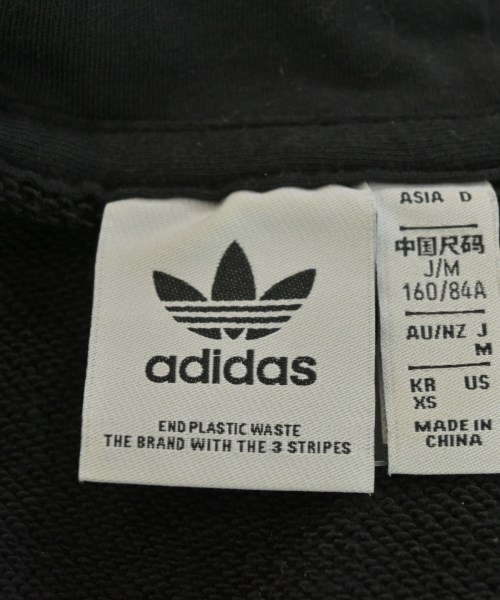 adidas
END PLASTIC WASTE
THE BRAND WITH THE 3 STRIPES
ASIA D
中国尺码
J/M
160/84A
AU/NZ J
M
KR US
XS
MADE IN
CHINA